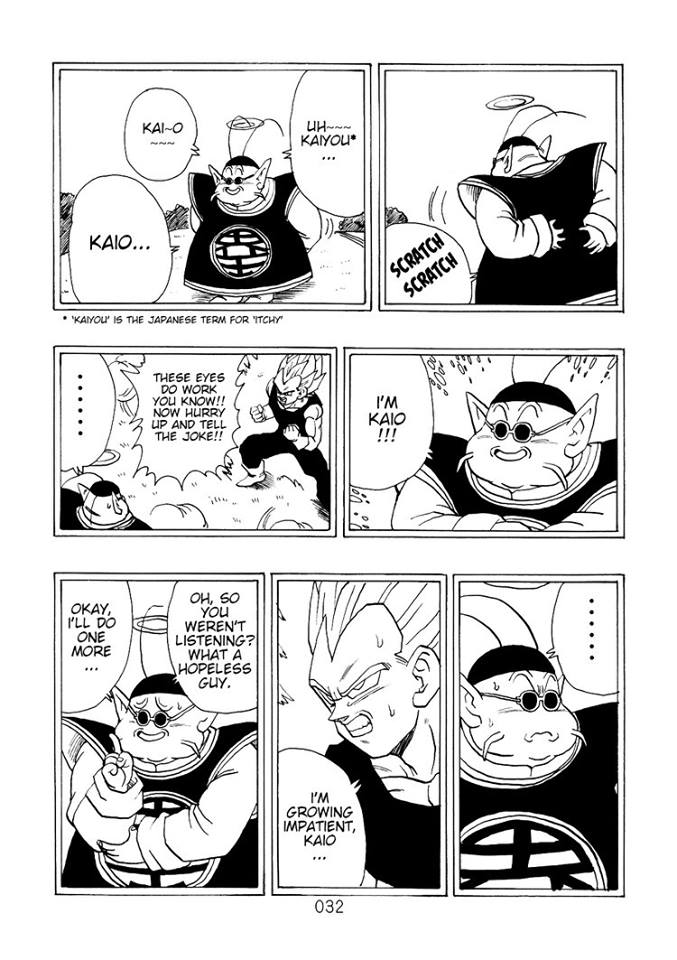 SCRATCH
SCRATCH
UH~~~
KAIYOU*
...
KAI~O
~~~
KAIO...
* 'KAIYOU' IS THE JAPANESE TERM FOR 'ITCHY'
I'M
KAIO
!!!
THESE EYES
DO WORK
YOU KNOW!!
NOW HURRY
UP AND TELL
THE JOKE!!
......
.....
I'M
GROWING
IMPATIENT,
KAIO
...
OH, SO
YOU
WEREN'T
LISTENING?
WHAT A
HOPELESS
GUY.
OKAY,
I'LL DO
ONE
MORE
...
032